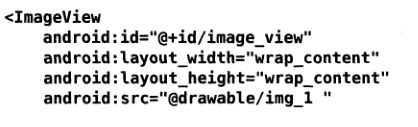 <ImageView
android:id="@+id/image_view"
android:layout_width="wrap_content"
android:layout_height="wrap_content"
android:src="@drawable/img_1 "